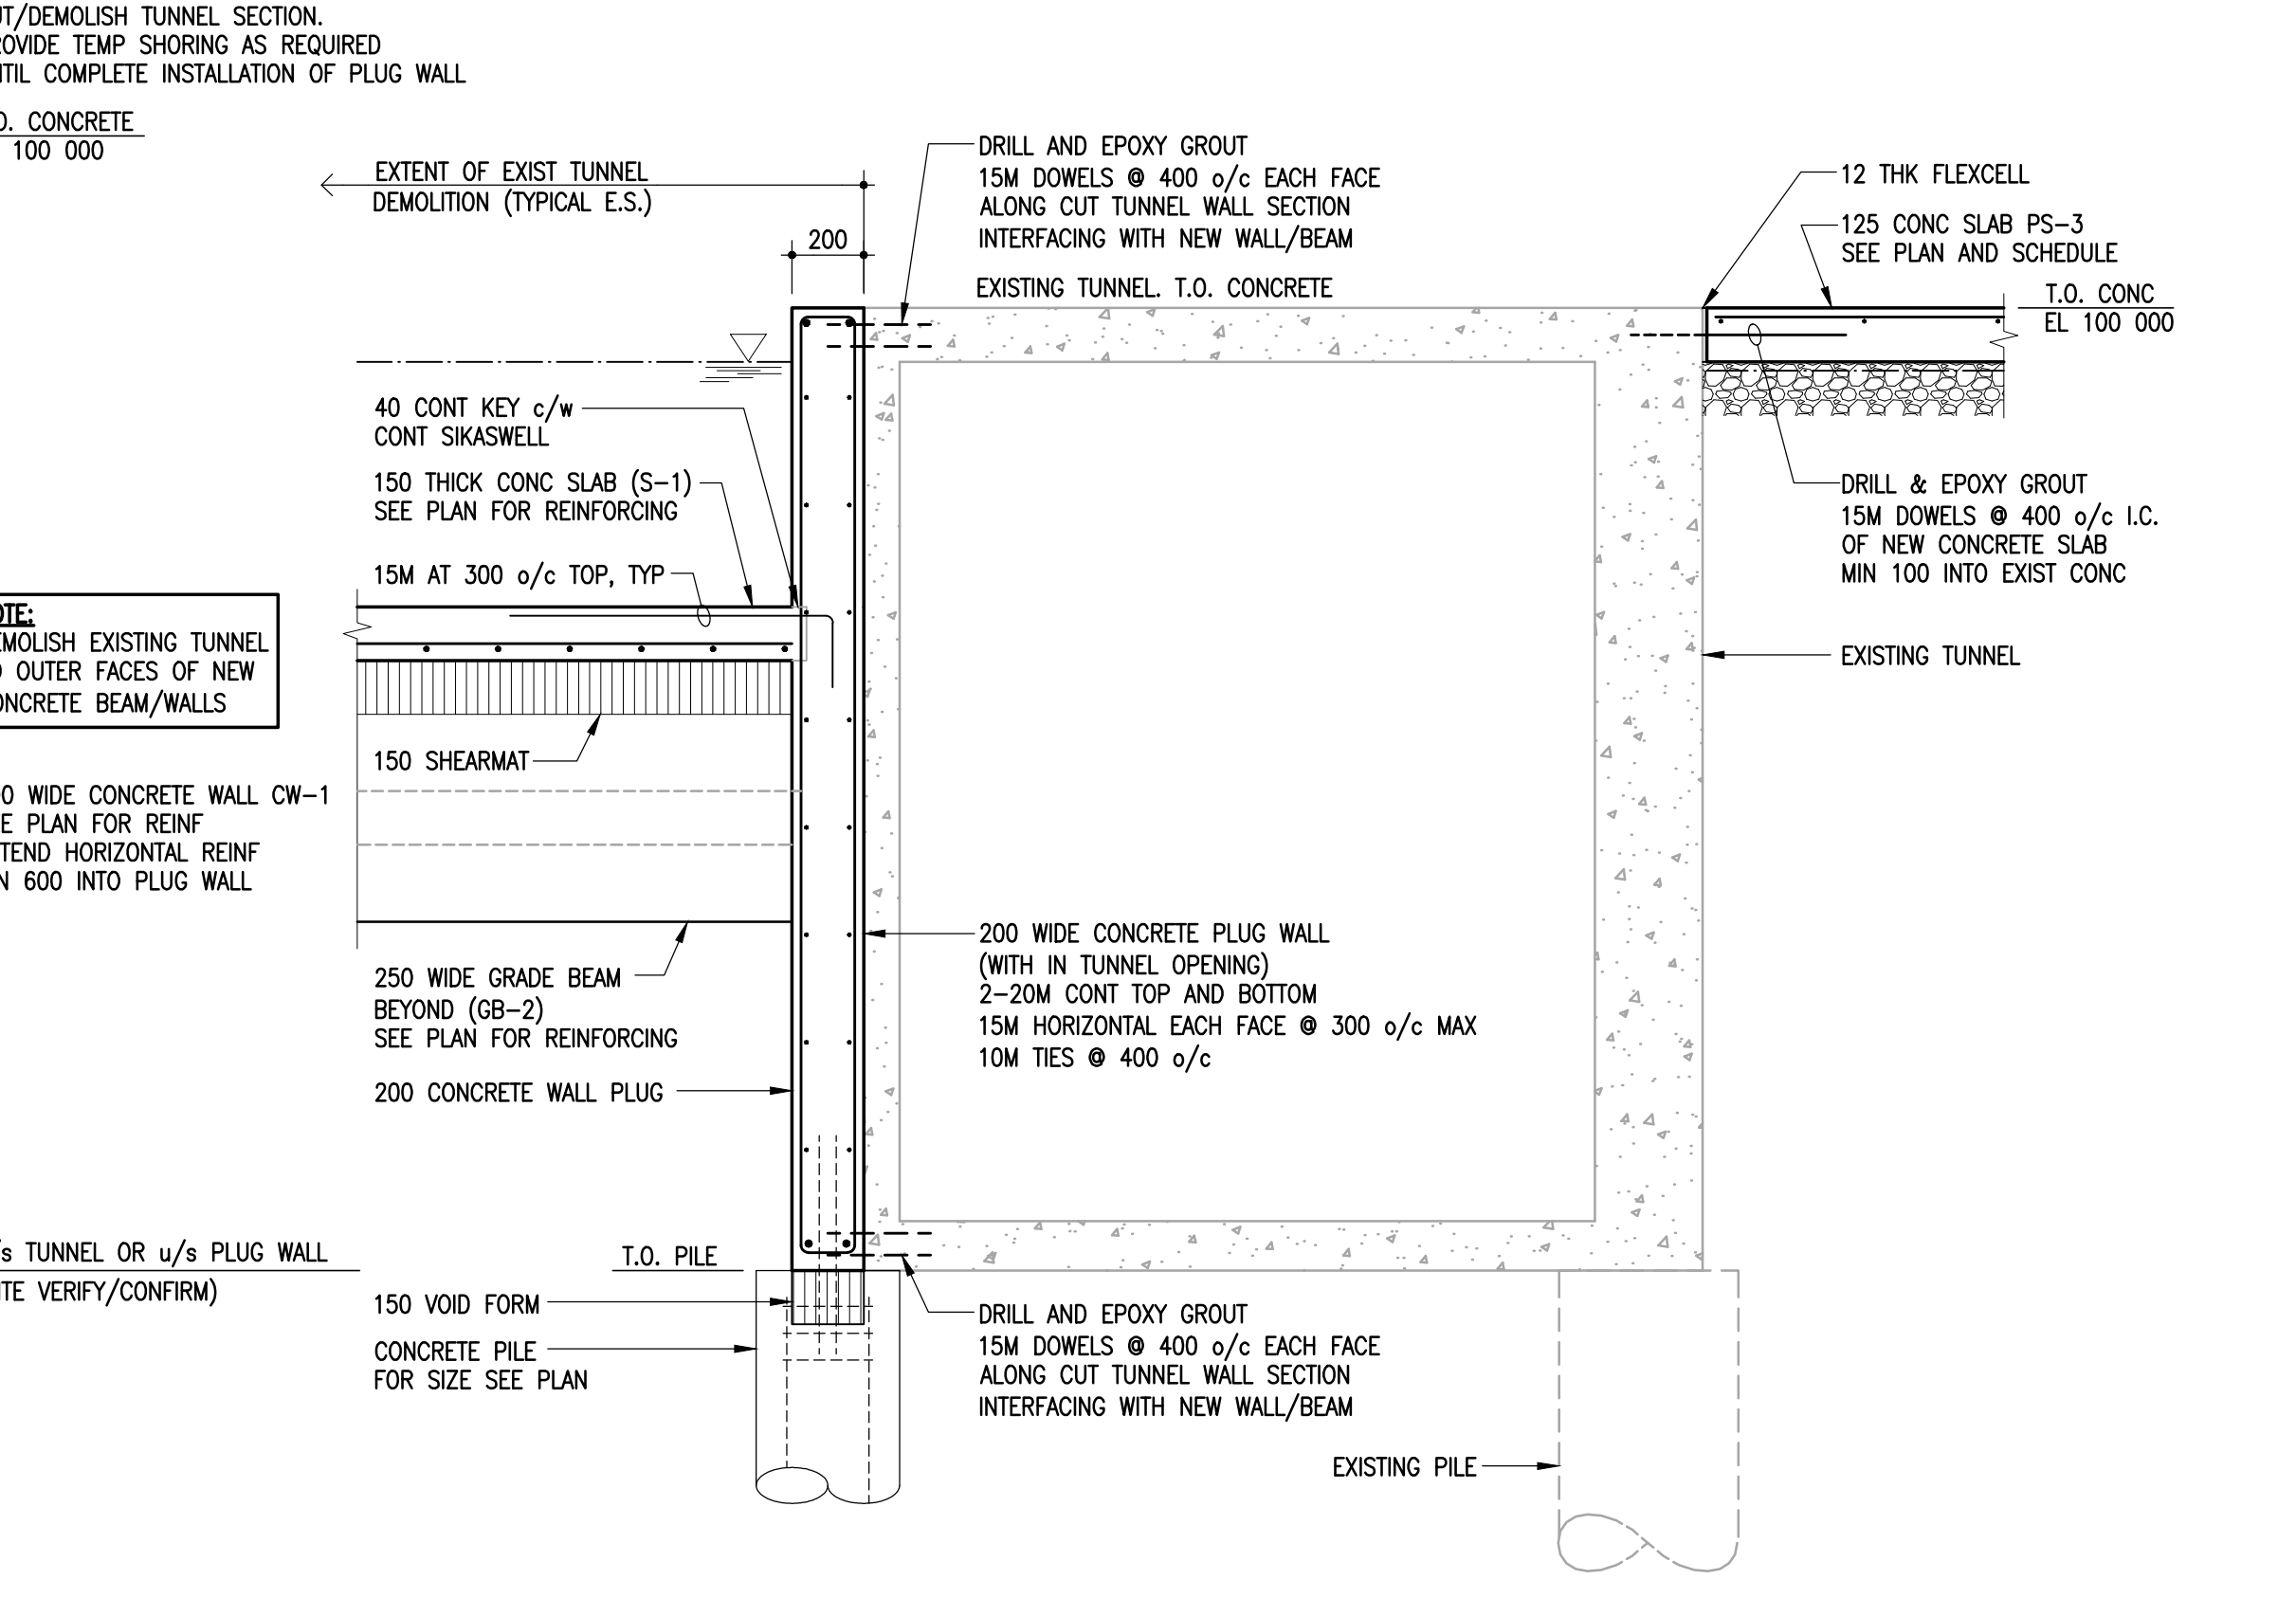 UT/DEMOLISH TUNNEL SECTION.
ROVIDE TEMP SHORING AS REQUIRED
NTIL COMPLETE INSTALLATION OF PLUG WALL
O. CONCRETE
100 000
EXTENT OF EXIST TUNNEL
DEMOLITION (TYPICAL E.S.)
200
DRILL AND EPOXY GROUT
15M DOWELS @ 400 o/c EACH FACE
ALONG CUT TUNNEL WALL SECTION
INTERFACING WITH NEW WALL/BEAM
EXISTING TUNNEL. T.O. CONCRETE
12 THK FLEXCELL
125 CONC SLAB PS-3
SEE PLAN AND SCHEDULE
T.O. CONC
EL 100 000
40 CONT KEY c/w
CONT SIKASWELL
150 THICK CONC SLAB (S-1)
SEE PLAN FOR REINFORCING
15M AT 300 o/c TOP, TYP
DRILL & EPOXY GROUT
15M DOWELS @ 400 o/c I.C.
OF NEW CONCRETE SLAB
MIN 100 INTO EXIST CONC
OTE:
EMOLISH EXISTING TUNNEL
O OUTER FACES OF NEW
ONCRETE BEAM/WALLS
EXISTING TUNNEL
150 SHEARMAT
00 WIDE CONCRETE WALL CW-1
EE PLAN FOR REINF
TEND HORIZONTAL REINF
N 600 INTO PLUG WALL
250 WIDE GRADE BEAM
BEYOND (GB-2)
SEE PLAN FOR REINFORCING
200 CONCRETE WALL PLUG
200 WIDE CONCRETE PLUG WALL
(WITH IN TUNNEL OPENING)
2-20M CONT TOP AND BOTTOM
15M HORIZONTAL EACH FACE @ 300 o/c MAX
10M TIES @ 400 o/c
/s TUNNEL OR u/s PLUG WALL
ITE VERIFY/CONFIRM)
T.O. PILE
150 VOID FORM
CONCRETE PILE
FOR SIZE SEE PLAN
DRILL AND EPOXY GROUT
15M DOWELS @ 400 o/c EACH FACE
ALONG CUT TUNNEL WALL SECTION
INTERFACING WITH NEW WALL/BEAM
EXISTING PILE